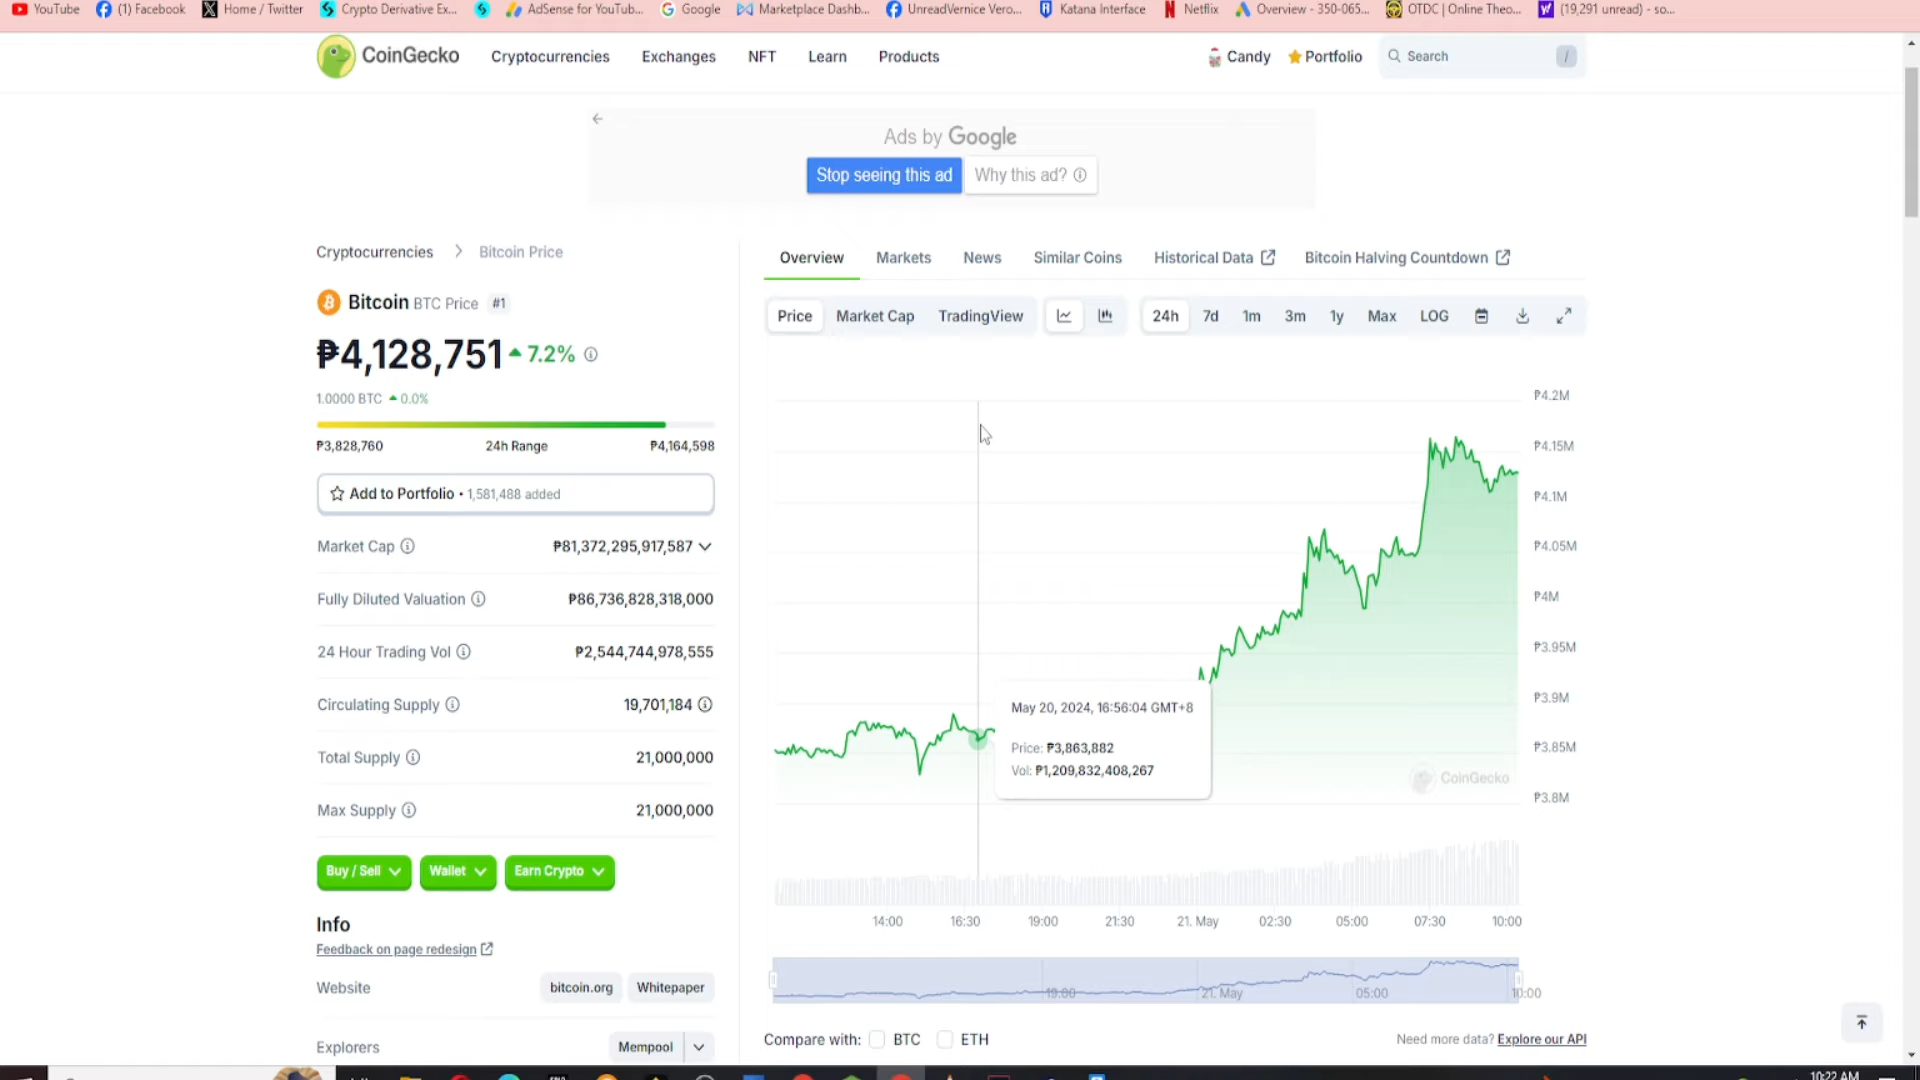 YouTube (1) Facebook Home / Twitter Crypto Derivative Ex... AdSense for YouTub... Google Marketplace Dashb... UnreadVernice Vero... Katana Interface Netflix Overview - 350-065... OTDC | Online Theo... (19,291 unread) - so...
CoinGecko Cryptocurrencies Exchanges NFT Learn Products Candy Portfolio Search /
Ads by Google
Stop seeing this ad Why this ad?
Cryptocurrencies Bitcoin Price
Overview Markets News Similar Coins Historical Data Bitcoin Halving Countdown
Bitcoin BTC Price #1
Price Market Cap TradingView 24h 7d 1m 3m 1y Max LOG
₱4,128,751 7.2%
1.0000 BTC 0.0%
₱3,828,760 24h Range ₱4,164,598
Add to Portfolio • 1,581,488 added
Market Cap ₱81,372,295,917,587
Fully Diluted Valuation ₱86,736,828,318,000
24 Hour Trading Vol ₱2,544,744,978,555
Circulating Supply 19,701,184
Total Supply 21,000,000
Max Supply 21,000,000
Buy / Sell Wallet Earn Crypto
Info
Feedback on page redesign
Website bitcoin.org Whitepaper
Explorers Mempool
₱4.2M
₱4.15M
₱4.1M
₱4.05M
₱4M
₱3.95M
₱3.9M
₱3.85M
₱3.8M
May 20, 2024, 16:56:04 GMT+8
Price: ₱3,863,882
Vol: ₱1,209,832,408,267
CoinGecko
14:00 16:30 19:00 21:30 21. May 02:30 05:00 07:30 10:00
19:00 21. May 05:00 10:00
Compare with: BTC ETH
Need more data? Explore our API
10:22 AM